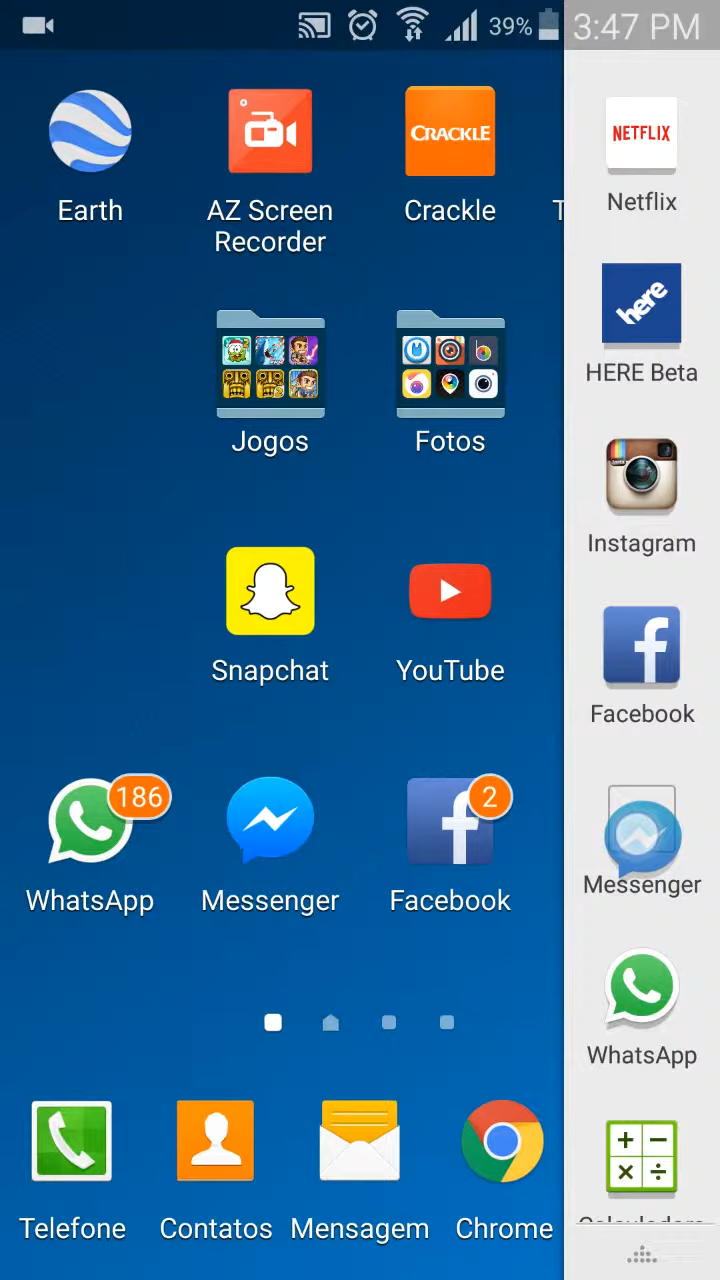 39% 3:47 PM
CRACKLE
Earth
AZ Screen
Recorder
Crackle
T
NETFLIX
Netflix
here
HERE Beta
Jogos
Fotos
Instagram
Snapchat
YouTube
Facebook
186
2
WhatsApp
Messenger
Facebook
Messenger
WhatsApp
Telefone
Contatos
Mensagem
Chrome